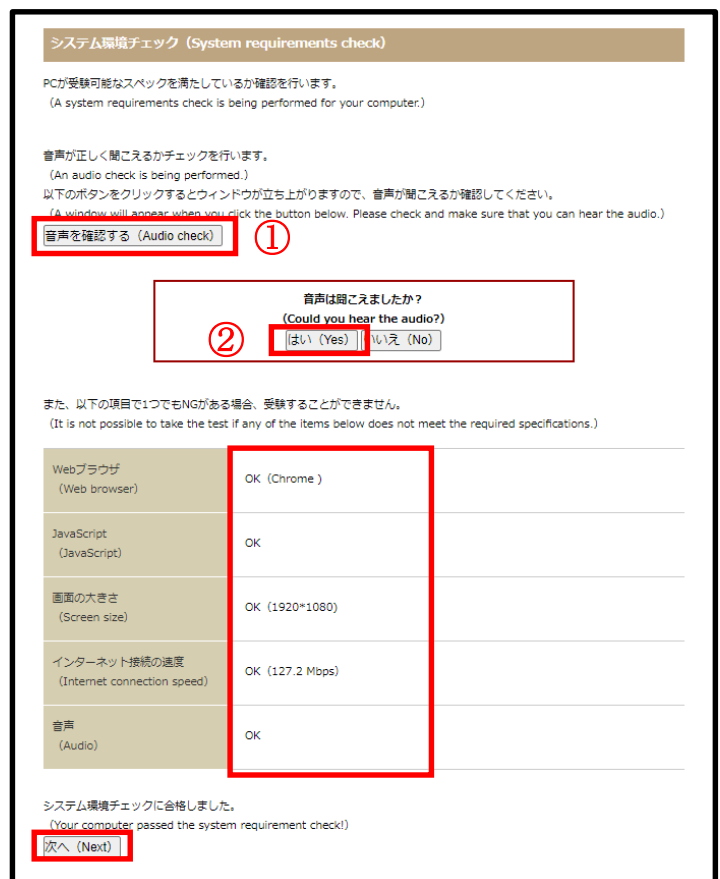 システム環境チェック（System requirements check）
PCが受験可能なスペックを満たしているか確認を行います。
（A system requirements check is being performed for your computer.）
音声が正しく聞こえるかチェックを行います。
（An audio check is being performed.）
以下のボタンをクリックするとウィンドウが立ち上がりますので、音声が聞こえるか確認してください。
（A window will appear when you click the button below. Please check and make sure that you can hear the audio.）
音声を確認する（Audio check）
①
音声は聞こえましたか？
（Could you hear the audio?）
②
はい（Yes） いいえ（No）
また、以下の項目で1つでもNGがある場合、受験することができません。
（It is not possible to take the test if any of the items below does not meet the required specifications.）
Webブラウザ
（Web browser）
OK（Chrome ）
JavaScript
（JavaScript）
OK
画面の大きさ
（Screen size）
OK（1920*1080）
インターネット接続の速度
（Internet connection speed）
OK（127.2 Mbps）
音声
（Audio）
OK
システム環境チェックに合格しました。
（Your computer passed the system requirement check!）
次へ（Next）